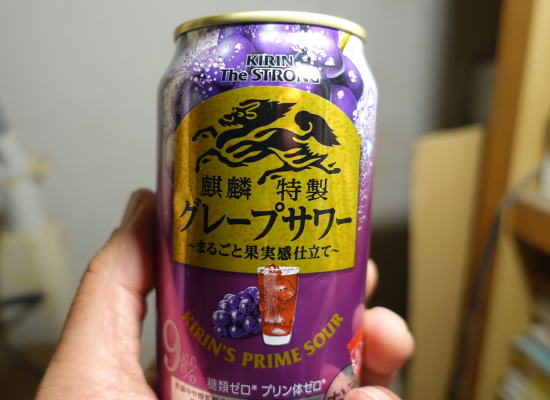 KIRIN
The STRONG
麒麟 特製
グレープサワー
～まるごと果実感仕立て～
KIRIN'S PRIME SOUR
9
ALC.
%
糖類ゼロ* プリン体ゼロ*